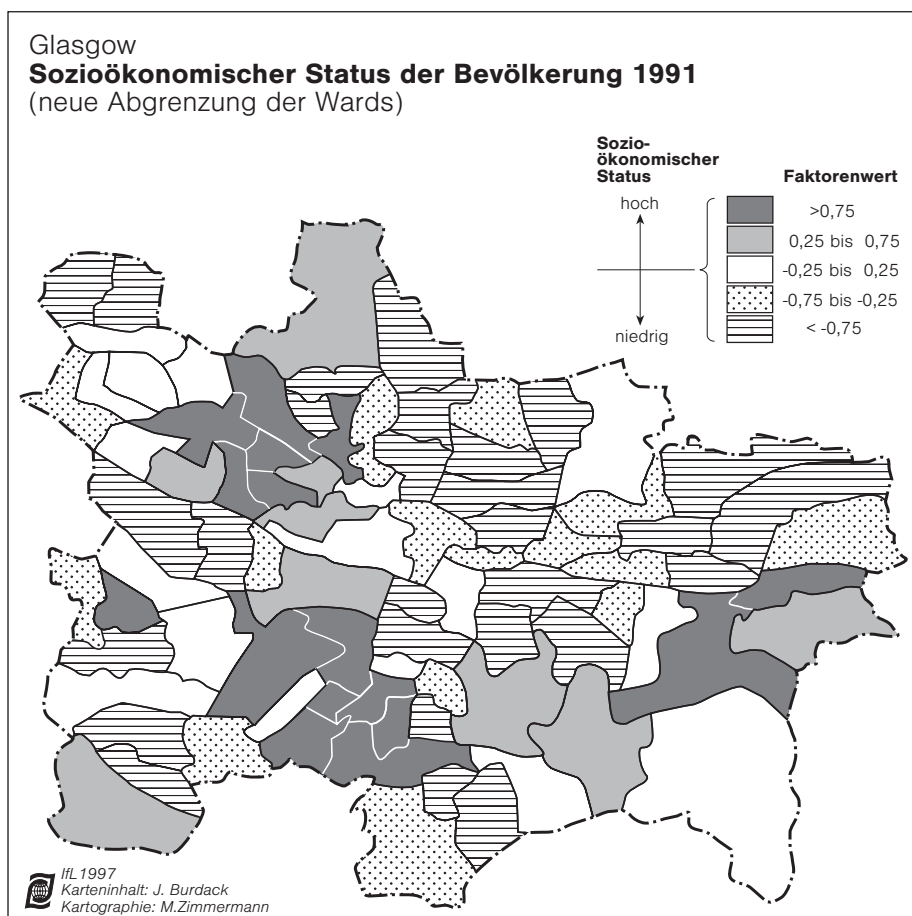 Glasgow
Sozioökonomischer Status der Bevölkerung 1991
(neue Abgrenzung der Wards)
Sozio-
ökonomischer
Status
Faktorenwert
hoch
>0,75
0,25 bis 0,75
-0,25 bis 0,25
-0,75 bis -0,25
< -0,75
niedrig
IfL1997
Karteninhalt: J. Burdack
Kartographie: M.Zimmermann